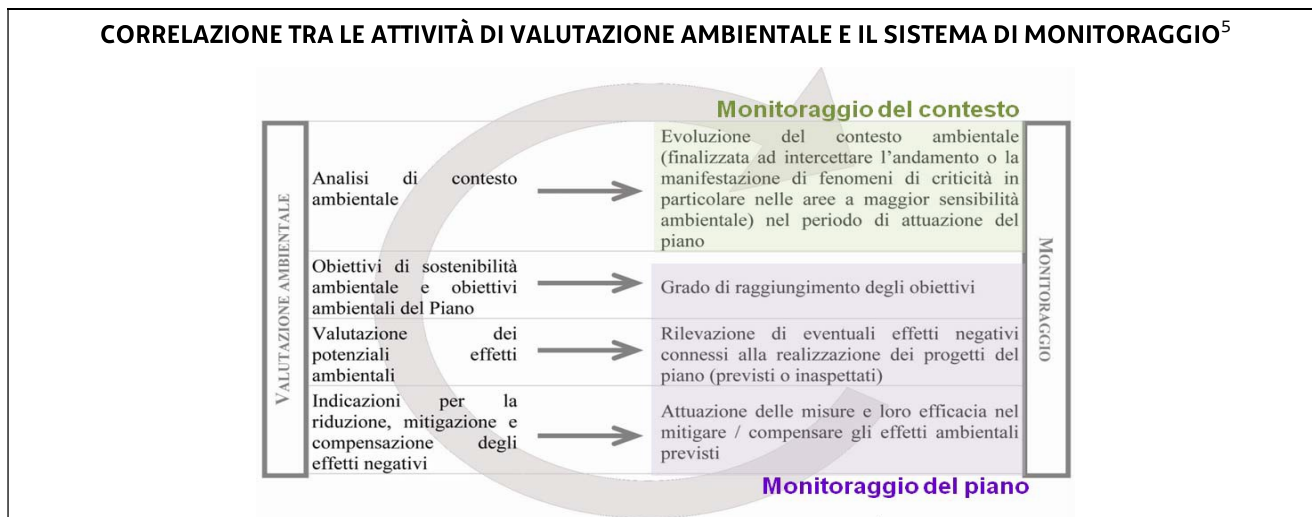 CORRELAZIONE TRA LE ATTIVITÀ DI VALUTAZIONE AMBIENTALE E IL SISTEMA DI MONITORAGGIO⁵
Monitoraggio del contesto
VALUTAZIONE AMBIENTALE
Analisi di contesto
ambientale
Evoluzione del contesto ambientale
(finalizzata ad intercettare l'andamento o la
manifestazione di fenomeni di criticità in
particolare nelle aree a maggior sensibilità
ambientale) nel periodo di attuazione del
piano
Obiettivi di sostenibilità
ambientale e obiettivi
ambientali del Piano
Grado di raggiungimento degli obiettivi
Valutazione dei
potenziali effetti
ambientali
Rilevazione di eventuali effetti negativi
connessi alla realizzazione dei progetti del
piano (previsti o inaspettati)
Indicazioni per la
riduzione, mitigazione e
compensazione degli
effetti negativi
Attuazione delle misure e loro efficacia nel
mitigare / compensare gli effetti ambientali
previsti
MONITORAGGIO
Monitoraggio del piano